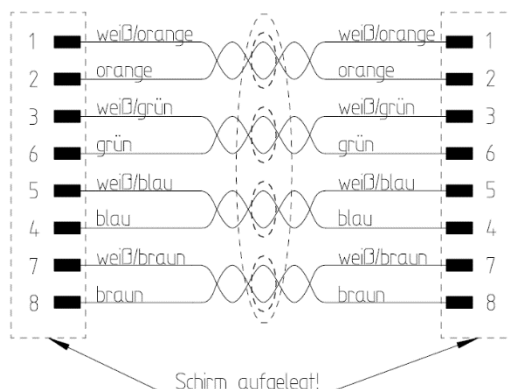 1 weiß/orange weiß/orange 1
2 orange orange 2
3 weiß/grün weiß/grün 3
6 grün grün 6
5 weiß/blau weiß/blau 5
4 blau blau 4
7 weiß/braun weiß/braun 7
8 braun braun 8
Schirm aufgelegt!